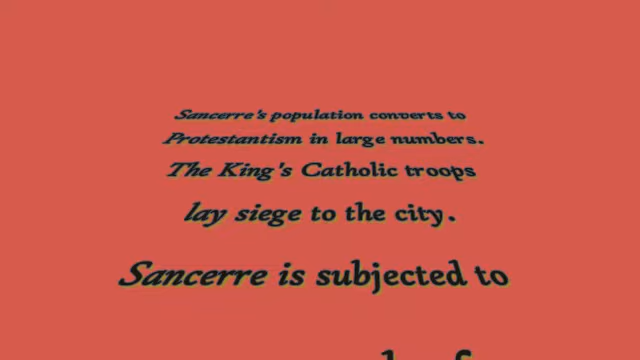 Sancerre's population converts to
Protestantism in large numbers.
The King's Catholic troops
lay siege to the city.
Sancerre is subjected to